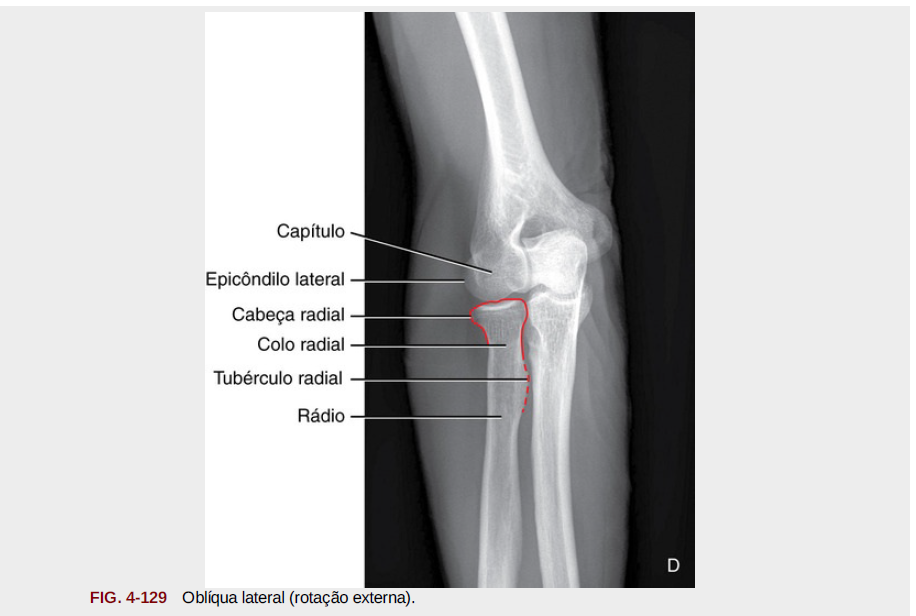 Capítulo
Epicôndilo lateral
Cabeça radial
Colo radial
Tubérculo radial
Rádio
D
FIG. 4-129 Oblíqua lateral (rotação externa).